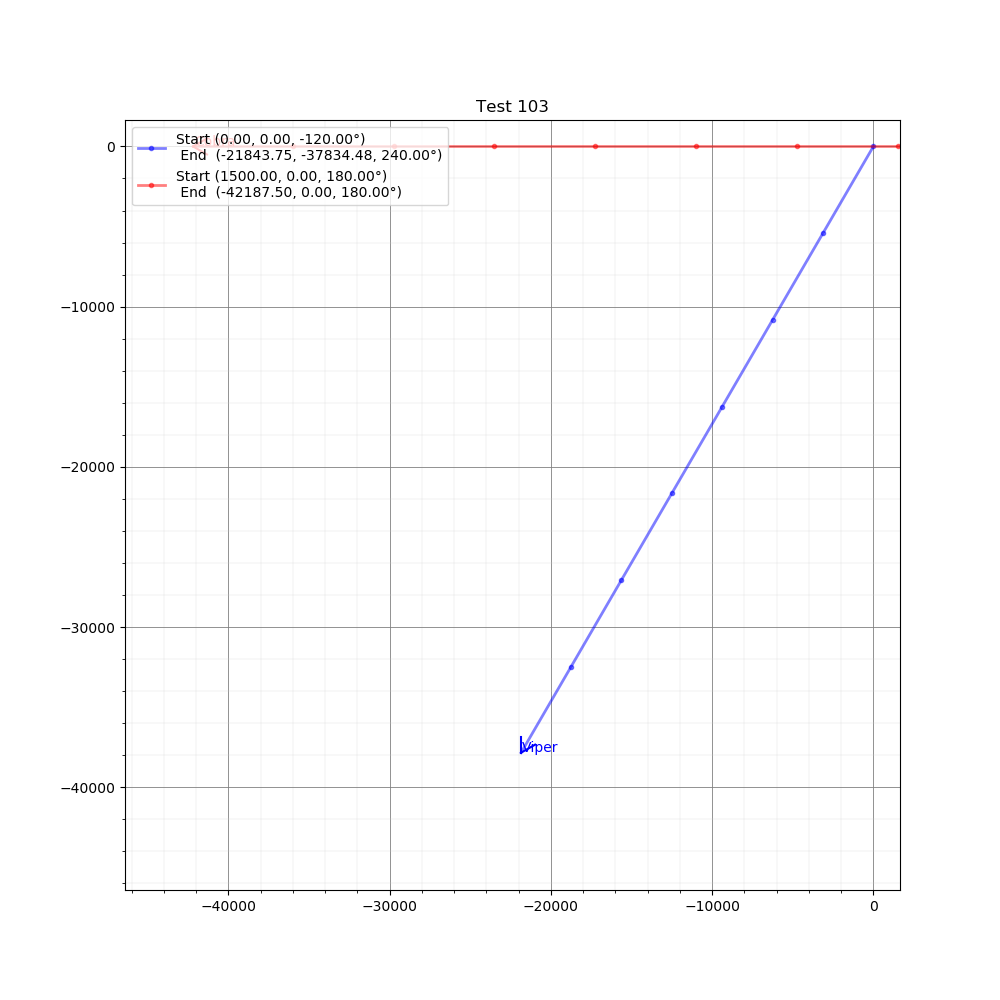 Test 103
Start (0.00, 0.00, -120.00°)
End (-21843.75, -37834.48, 240.00°)
Start (1500.00, 0.00, 180.00°)
End (-42187.50, 0.00, 180.00°)
0
−10000
−20000
−30000
−40000
Viper
−40000
−30000
−20000
−10000
0